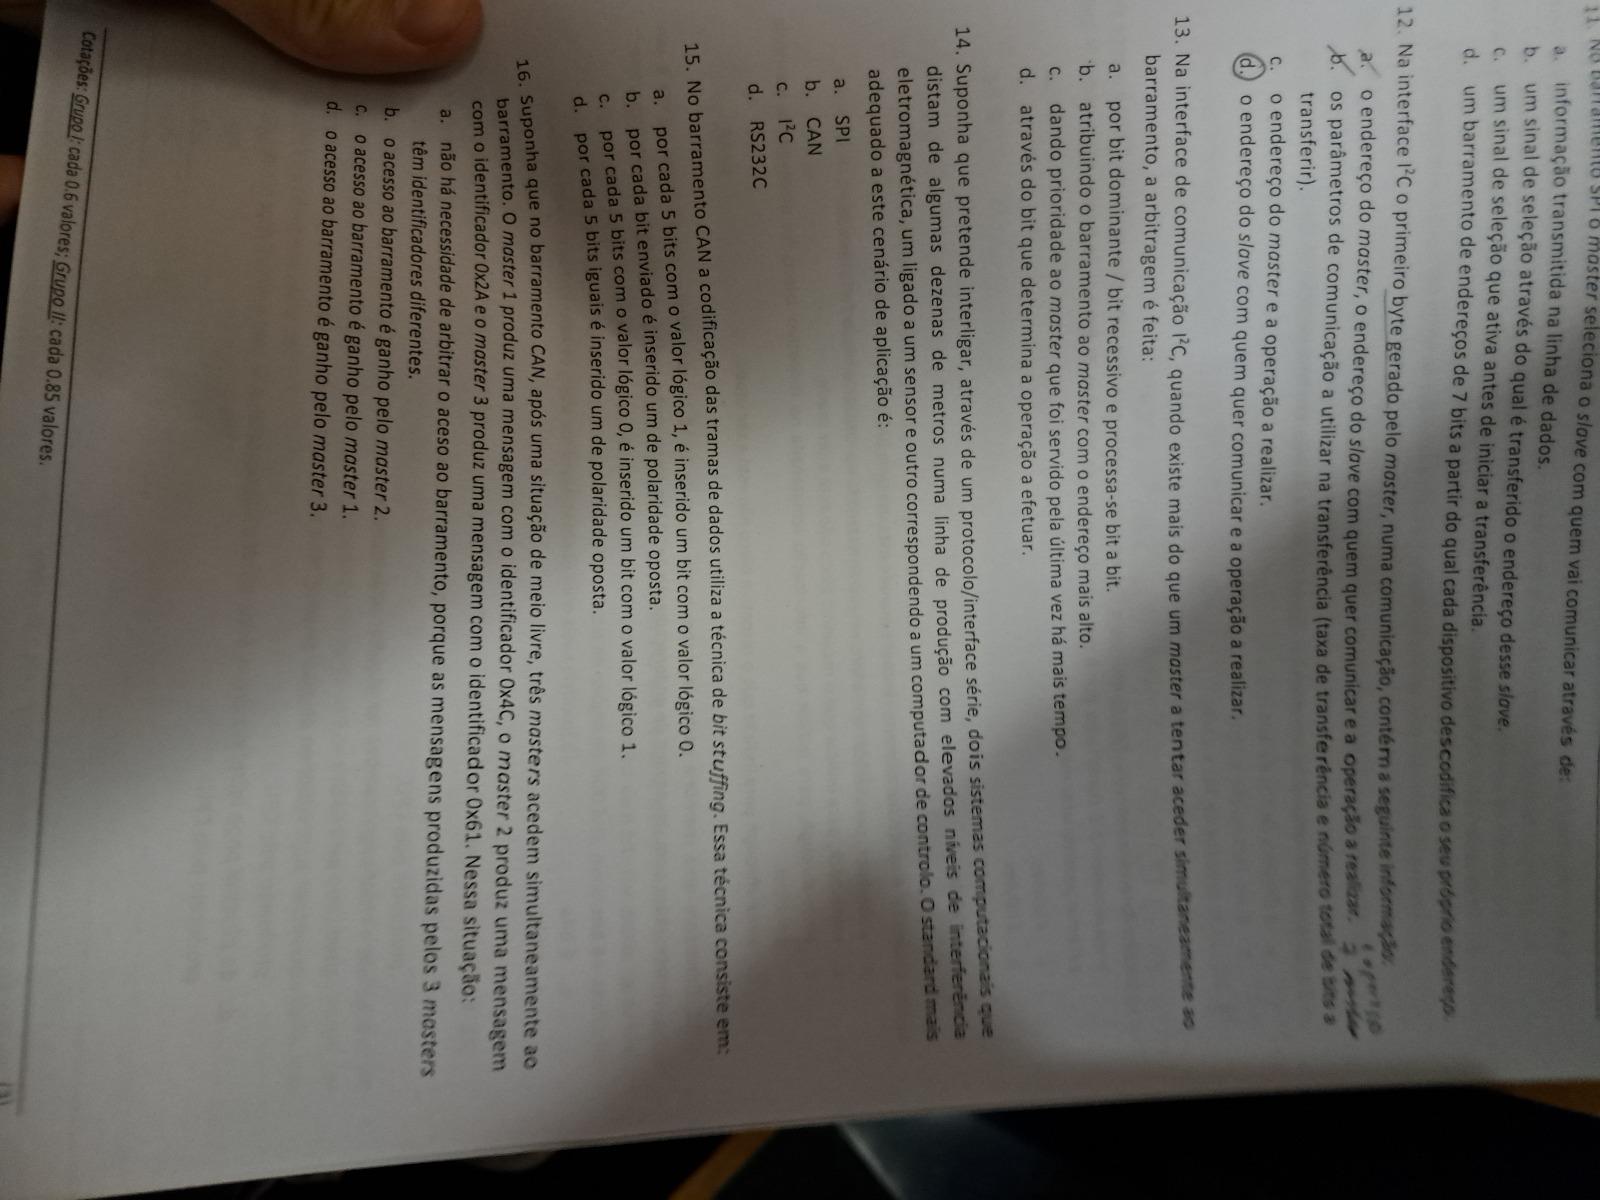 11. No barramento SPI o master seleciona o slave com quem vai comunicar através de:
a. informação transmitida na linha de dados.
b. um sinal de seleção através do qual é transferido o endereço desse slave.
c. um sinal de seleção que ativa antes de iniciar a transferência.
d. um barramento de endereços de 7 bits a partir do qual cada dispositivo descodifica o seu próprio endereço.
12. Na interface I²C o primeiro byte gerado pelo master, numa comunicação, contém a seguinte informação:
a. o endereço do master, o endereço do slave com quem quer comunicar e a operação a realizar.
b. os parâmetros de comunicação a utilizar na transferência (taxa de transferência e número total de bits a
transferir).
c. o endereço do master e a operação a realizar.
d. o endereço do slave com quem quer comunicar e a operação a realizar.
13. Na interface de comunicação I²C, quando existe mais do que um master a tentar aceder simultaneamente ao
barramento, a arbitragem é feita:
a. por bit dominante / bit recessivo e processa-se bit a bit.
b. atribuindo o barramento ao master com o endereço mais alto.
c. dando prioridade ao master que foi servido pela última vez há mais tempo.
d. através do bit que determina a operação a efetuar.
14. Suponha que pretende interligar, através de um protocolo/interface série, dois sistemas computacionais que
distam de algumas dezenas de metros numa linha de produção com elevados níveis de interferência
eletromagnética, um ligado a um sensor e outro correspondendo a um computador de controlo. O standard mais
adequado a este cenário de aplicação é:
a. SPI
b. CAN
c. I²C
d. RS232C
15. No barramento CAN a codificação das tramas de dados utiliza a técnica de bit stuffing. Essa técnica consiste em:
a. por cada 5 bits com o valor lógico 1, é inserido um bit com o valor lógico 0.
b. por cada bit enviado é inserido um de polaridade oposta.
c. por cada 5 bits com o valor lógico 0, é inserido um bit com o valor lógico 1.
d. por cada 5 bits iguais é inserido um de polaridade oposta.
16. Suponha que no barramento CAN, após uma situação de meio livre, três masters acedem simultaneamente ao
barramento. O master 1 produz uma mensagem com o identificador 0x4C, o master 2 produz uma mensagem
com o identificador 0x2A e o master 3 produz uma mensagem com o identificador 0x61. Nessa situação:
a. não há necessidade de arbitrar o aceso ao barramento, porque as mensagens produzidas pelos 3 masters
têm identificadores diferentes.
b. o acesso ao barramento é ganho pelo master 2.
c. o acesso ao barramento é ganho pelo master 1.
d. o acesso ao barramento é ganho pelo master 3.
Cotações: Grupo I: cada 0.6 valores; Grupo II: cada 0.85 valores.